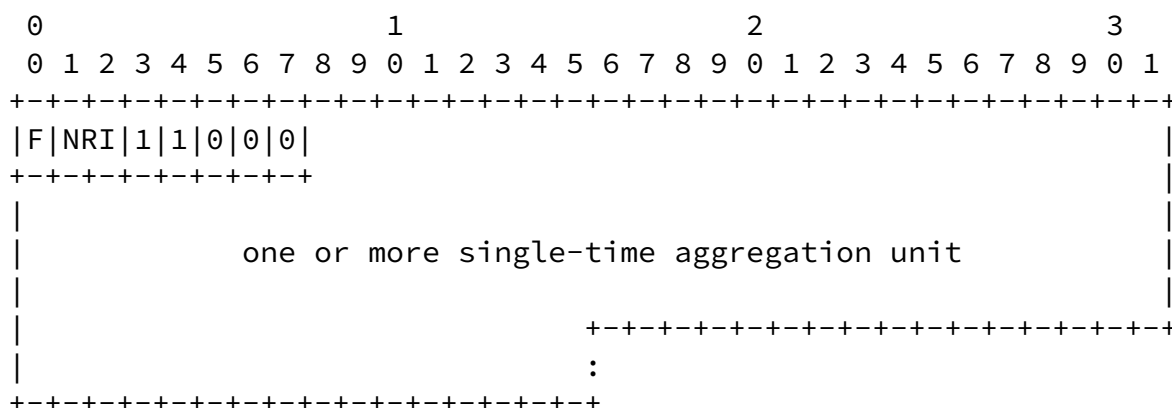 0                   1                   2                   3
 0 1 2 3 4 5 6 7 8 9 0 1 2 3 4 5 6 7 8 9 0 1 2 3 4 5 6 7 8 9 0 1
+-+-+-+-+-+-+-+-+-+-+-+-+-+-+-+-+-+-+-+-+-+-+-+-+-+-+-+-+-+-+-+-+
|F|NRI|1|1|0|0|0|                                               |
+-+-+-+-+-+-+-+-+                                               |
|                                                               |
|            one or more single-time aggregation unit           |
|                                                               |
|                               +-+-+-+-+-+-+-+-+-+-+-+-+-+-+-+-+
|                               :
+-+-+-+-+-+-+-+-+-+-+-+-+-+-+-+-+